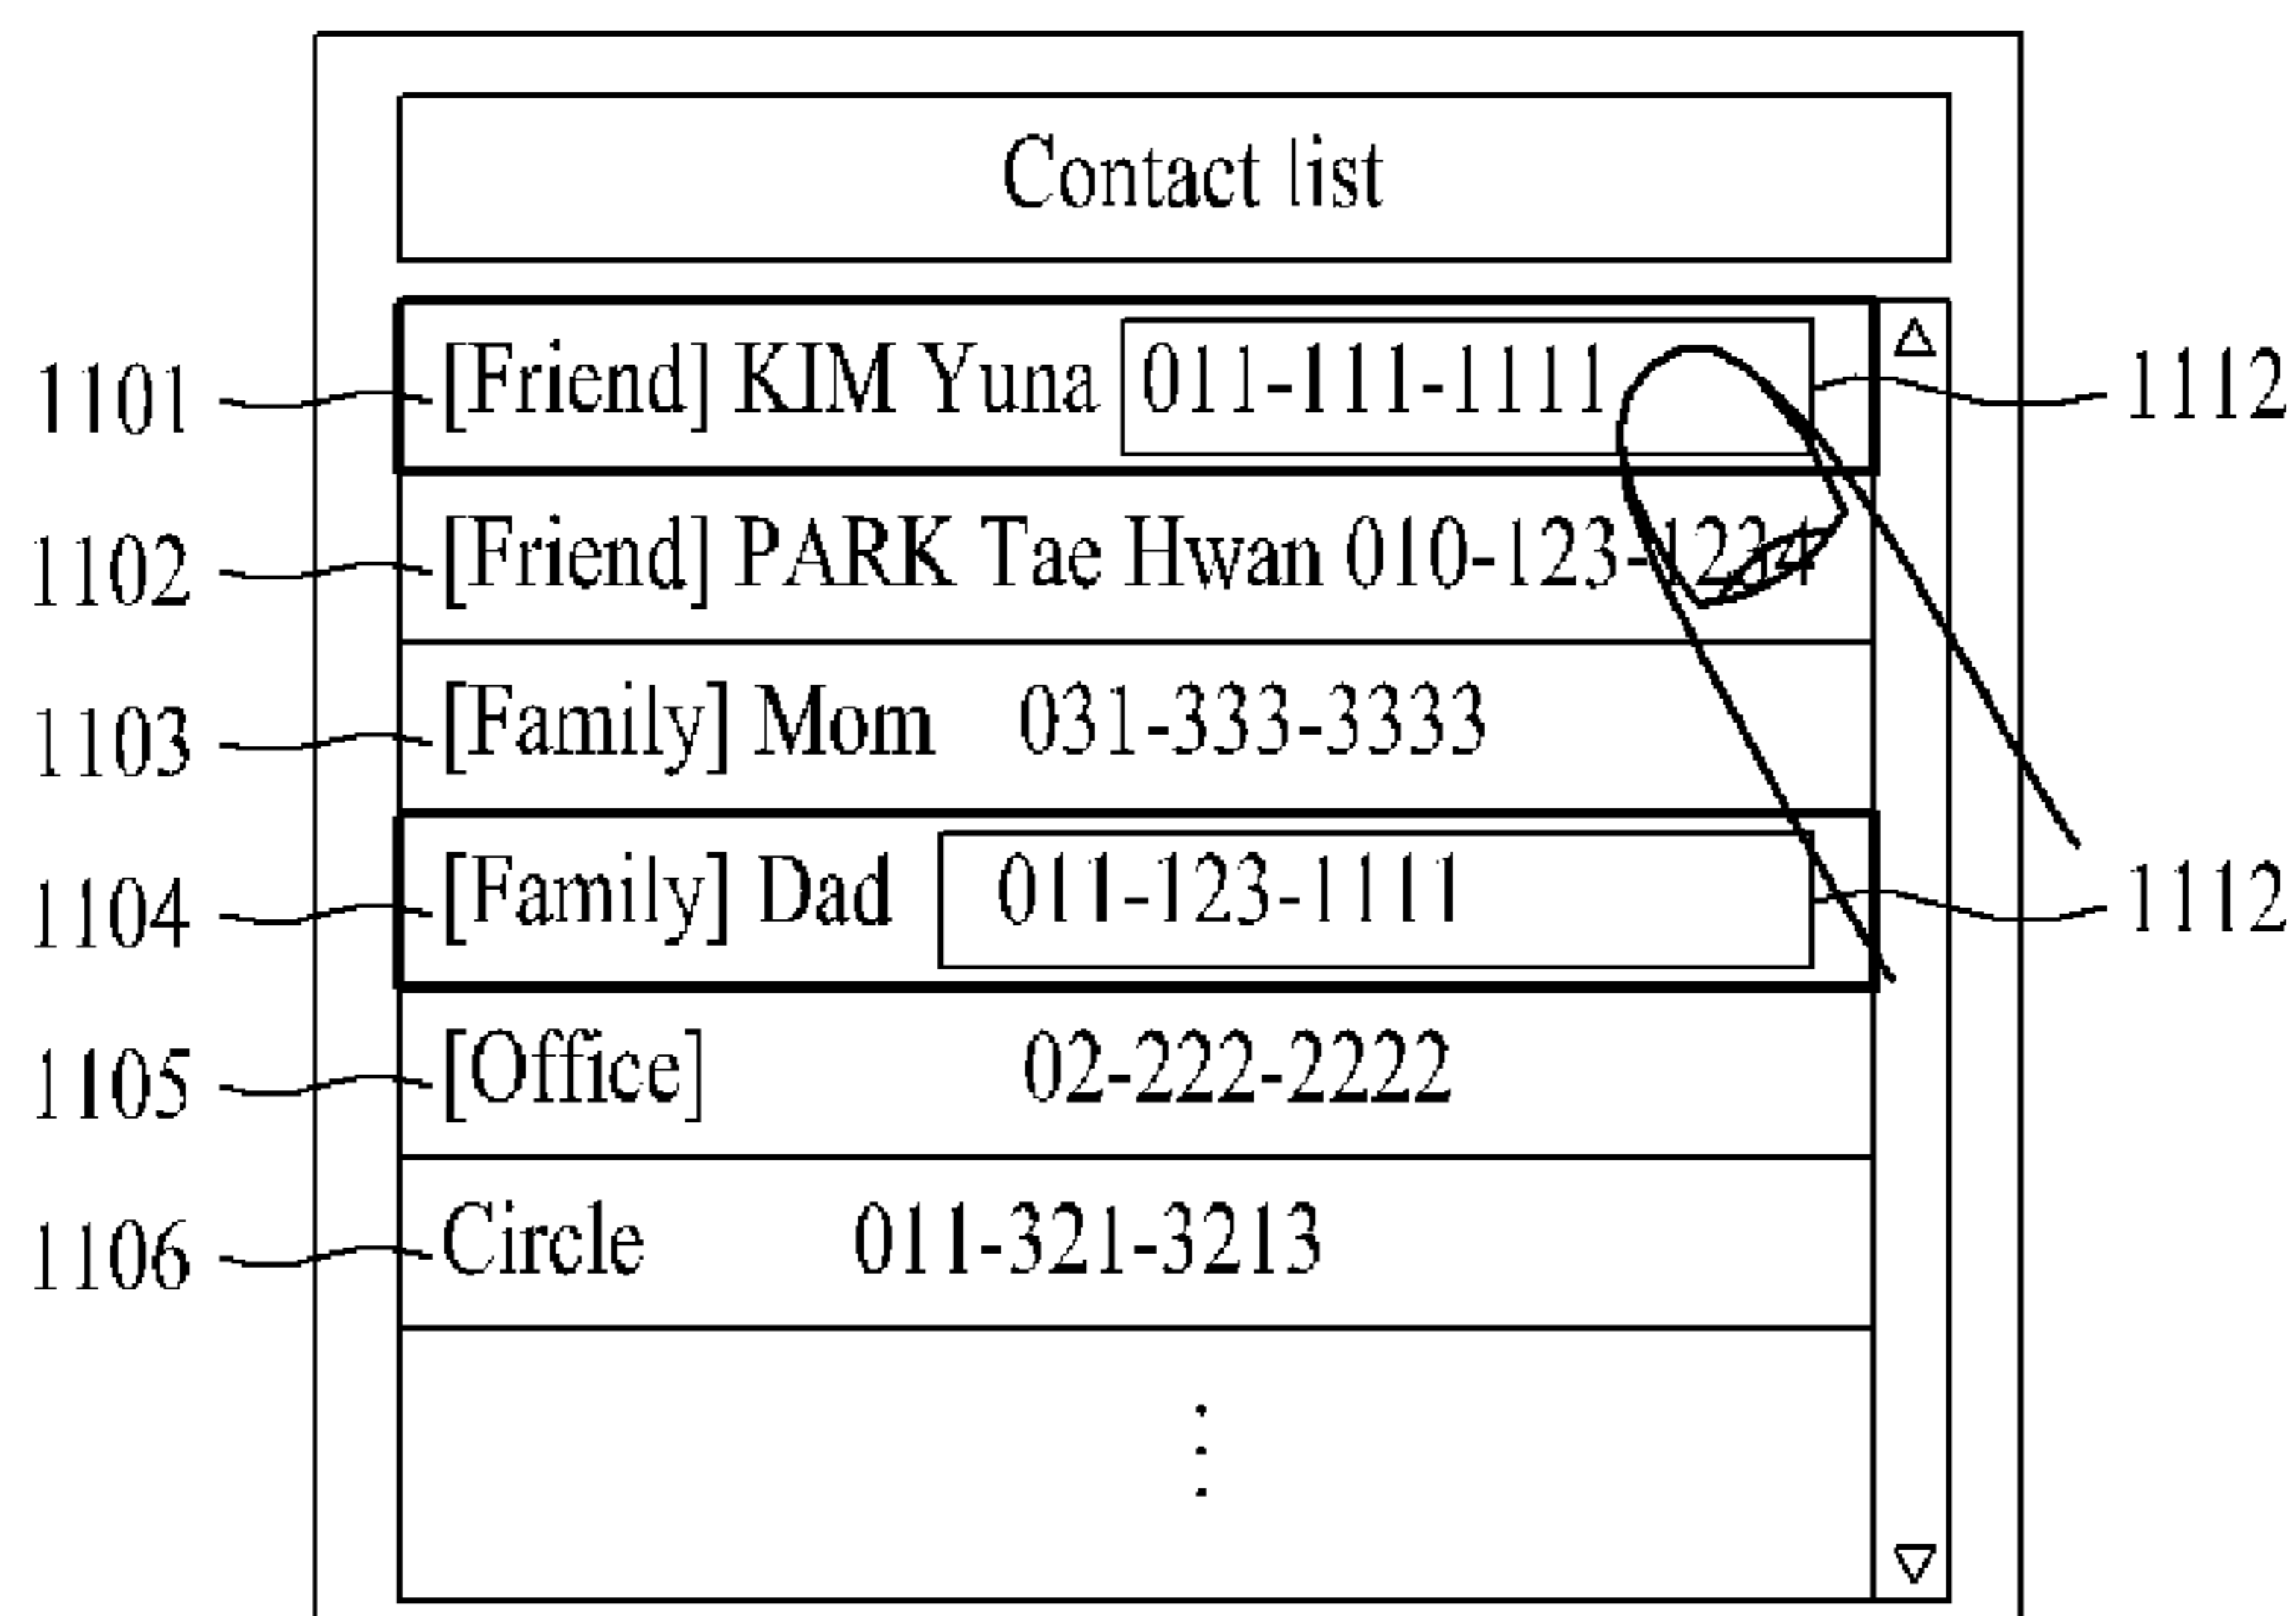 Contact list
1101 [Friend] KIM Yuna 011-111-1111 1112
1102 [Friend] PARK Tae Hwan 010-123-1234
1103 [Family] Mom 031-333-3333
1104 [Family] Dad 011-123-1111 1112
1105 [Office] 02-222-2222
1106 Circle 011-321-3213